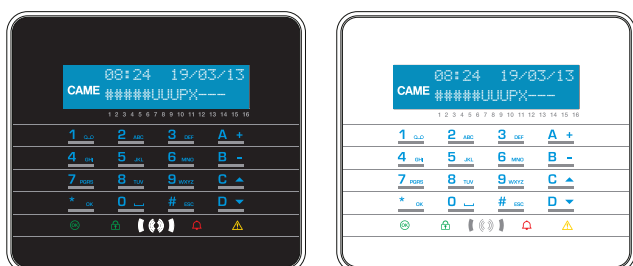 08:24 19/03/13
CAME #####UUUPX---
1 2 3 4 5 6 7 8 9 10 11 12 13 14 15 16
1 2 ABC 3 DEF A +
4 GHI 5 JKL 6 MNO B -
7 PQRS 8 TUV 9 WXYZ C
* OK 0 # ESC D
OK
08:24 19/03/13
CAME #####UUUPX---
1 2 3 4 5 6 7 8 9 10 11 12 13 14 15 16
1 2 ABC 3 DEF A +
4 GHI 5 JKL 6 MNO B -
7 PQRS 8 TUV 9 WXYZ C
* OK 0 # ESC D
OK